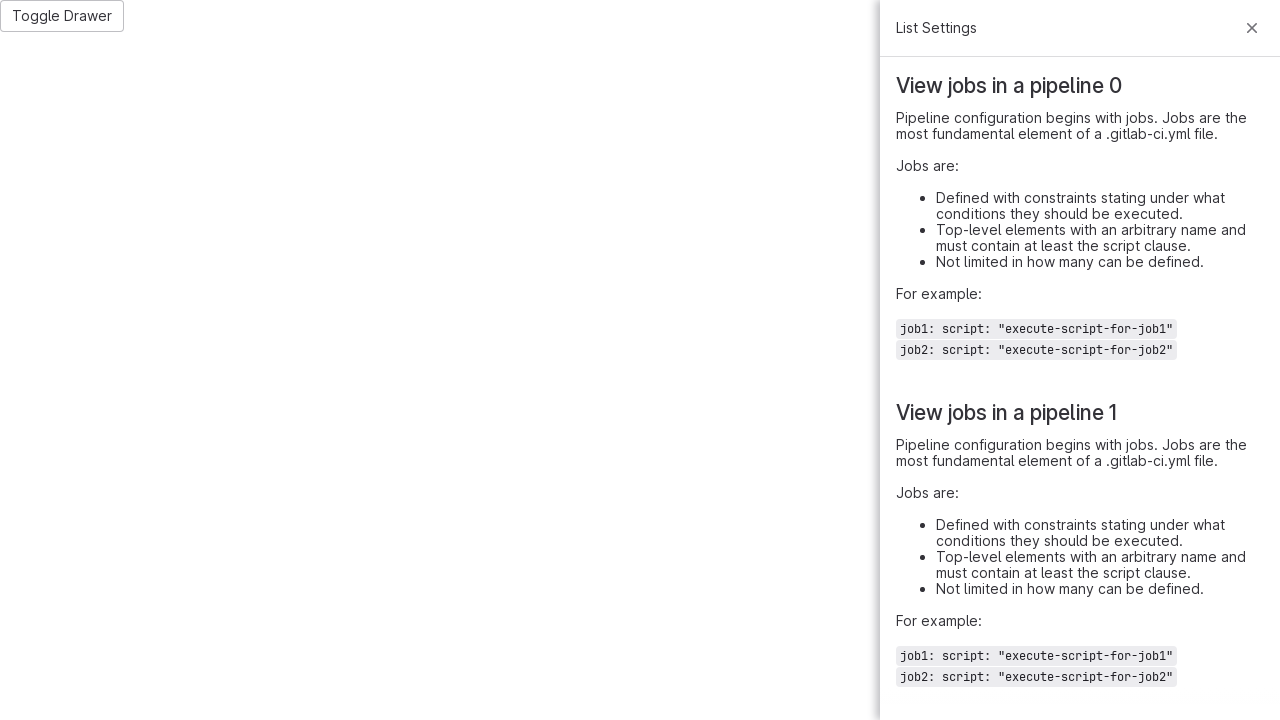 Toggle Drawer
List Settings
View jobs in a pipeline 0
Pipeline configuration begins with jobs. Jobs are the
most fundamental element of a .gitlab-ci.yml file.
Jobs are:
Defined with constraints stating under what
conditions they should be executed.
Top-level elements with an arbitrary name and
must contain at least the script clause.
Not limited in how many can be defined.
For example:
job1: script: "execute-script-for-job1"
job2: script: "execute-script-for-job2"
View jobs in a pipeline 1
Pipeline configuration begins with jobs. Jobs are the
most fundamental element of a .gitlab-ci.yml file.
Jobs are:
Defined with constraints stating under what
conditions they should be executed.
Top-level elements with an arbitrary name and
must contain at least the script clause.
Not limited in how many can be defined.
For example:
job1: script: "execute-script-for-job1"
job2: script: "execute-script-for-job2"